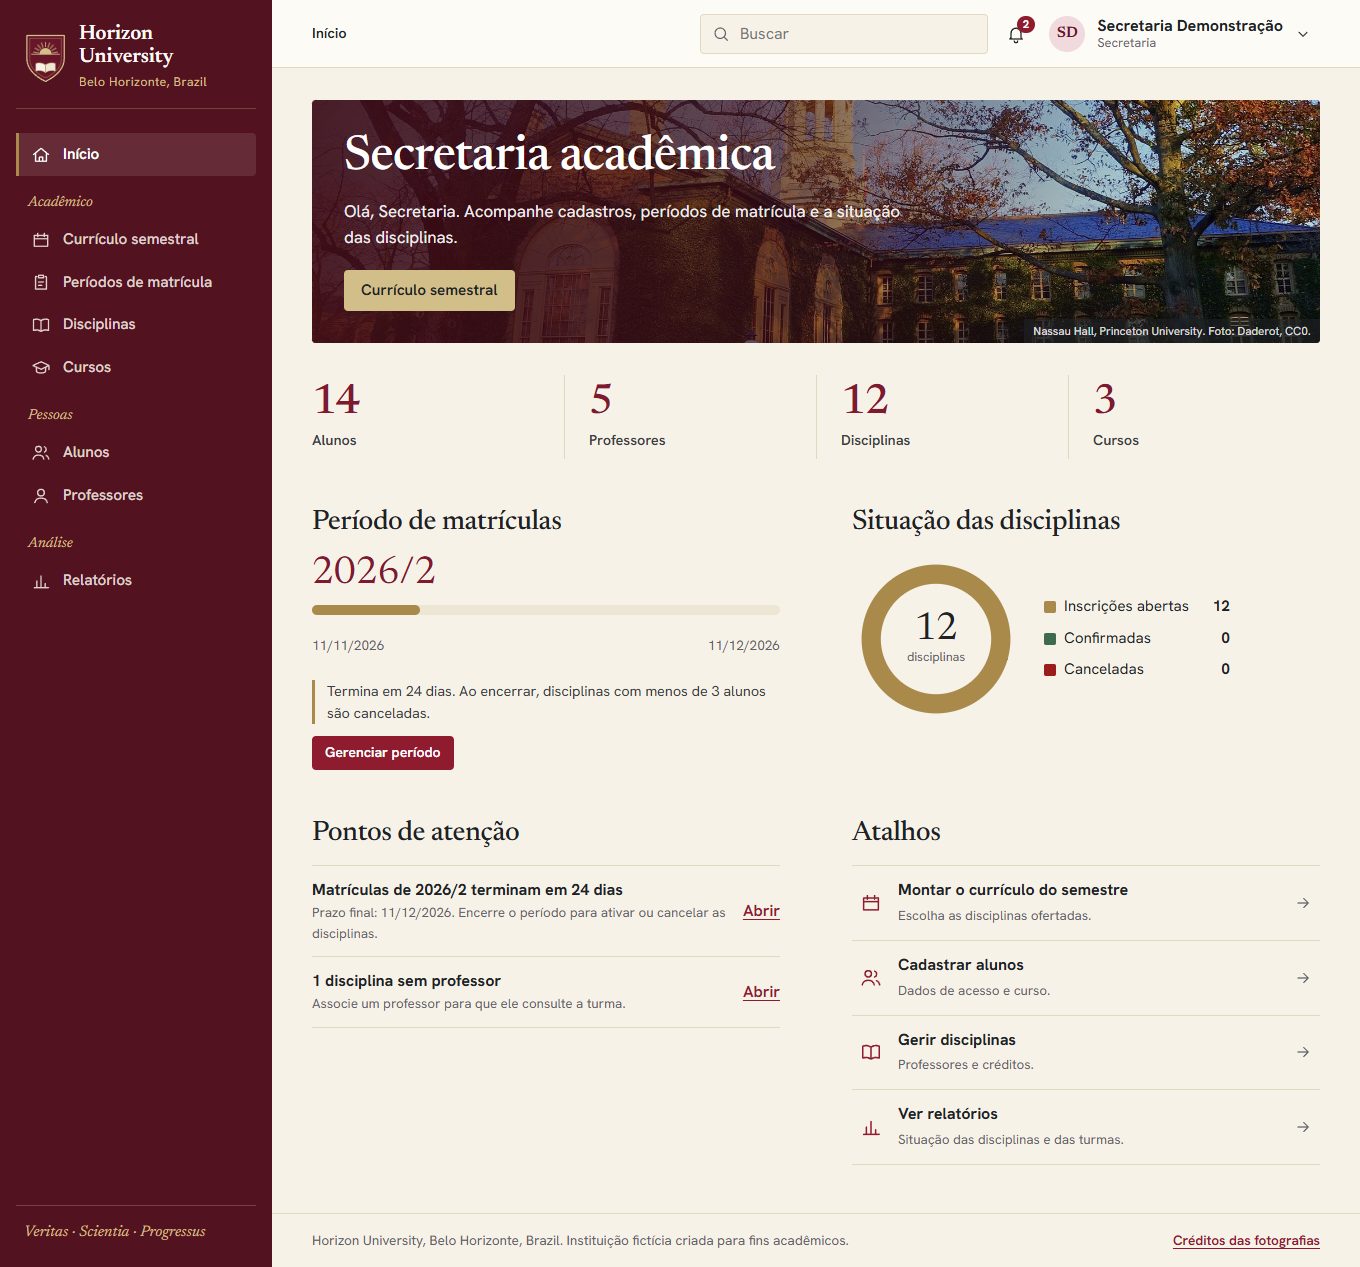 Horizon
University
Belo Horizonte, Brazil
Início
Acadêmico
Currículo semestral
Períodos de matrícula
Disciplinas
Cursos
Pessoas
Alunos
Professores
Análise
Relatórios
Veritas · Scientia · Progressus
Início
Buscar
2
SD
Secretaria Demonstração
Secretaria
Secretaria acadêmica
Olá, Secretaria. Acompanhe cadastros, períodos de matrícula e a situação
das disciplinas.
Currículo semestral
Nassau Hall, Princeton University. Foto: Daderot, CC0.
14
Alunos
5
Professores
12
Disciplinas
3
Cursos
Período de matrículas
2026/2
11/11/2026
11/12/2026
Termina em 24 dias. Ao encerrar, disciplinas com menos de 3 alunos
são canceladas.
Gerenciar período
Situação das disciplinas
12
disciplinas
Inscrições abertas 12
Confirmadas 0
Canceladas 0
Pontos de atenção
Matrículas de 2026/2 terminam em 24 dias
Prazo final: 11/12/2026. Encerre o período para ativar ou cancelar as
disciplinas.
Abrir
1 disciplina sem professor
Associe um professor para que ele consulte a turma.
Abrir
Atalhos
Montar o currículo do semestre
Escolha as disciplinas ofertadas.
Cadastrar alunos
Dados de acesso e curso.
Gerir disciplinas
Professores e créditos.
Ver relatórios
Situação das disciplinas e das turmas.
Horizon University, Belo Horizonte, Brazil. Instituição fictícia criada para fins acadêmicos.
Créditos das fotografias